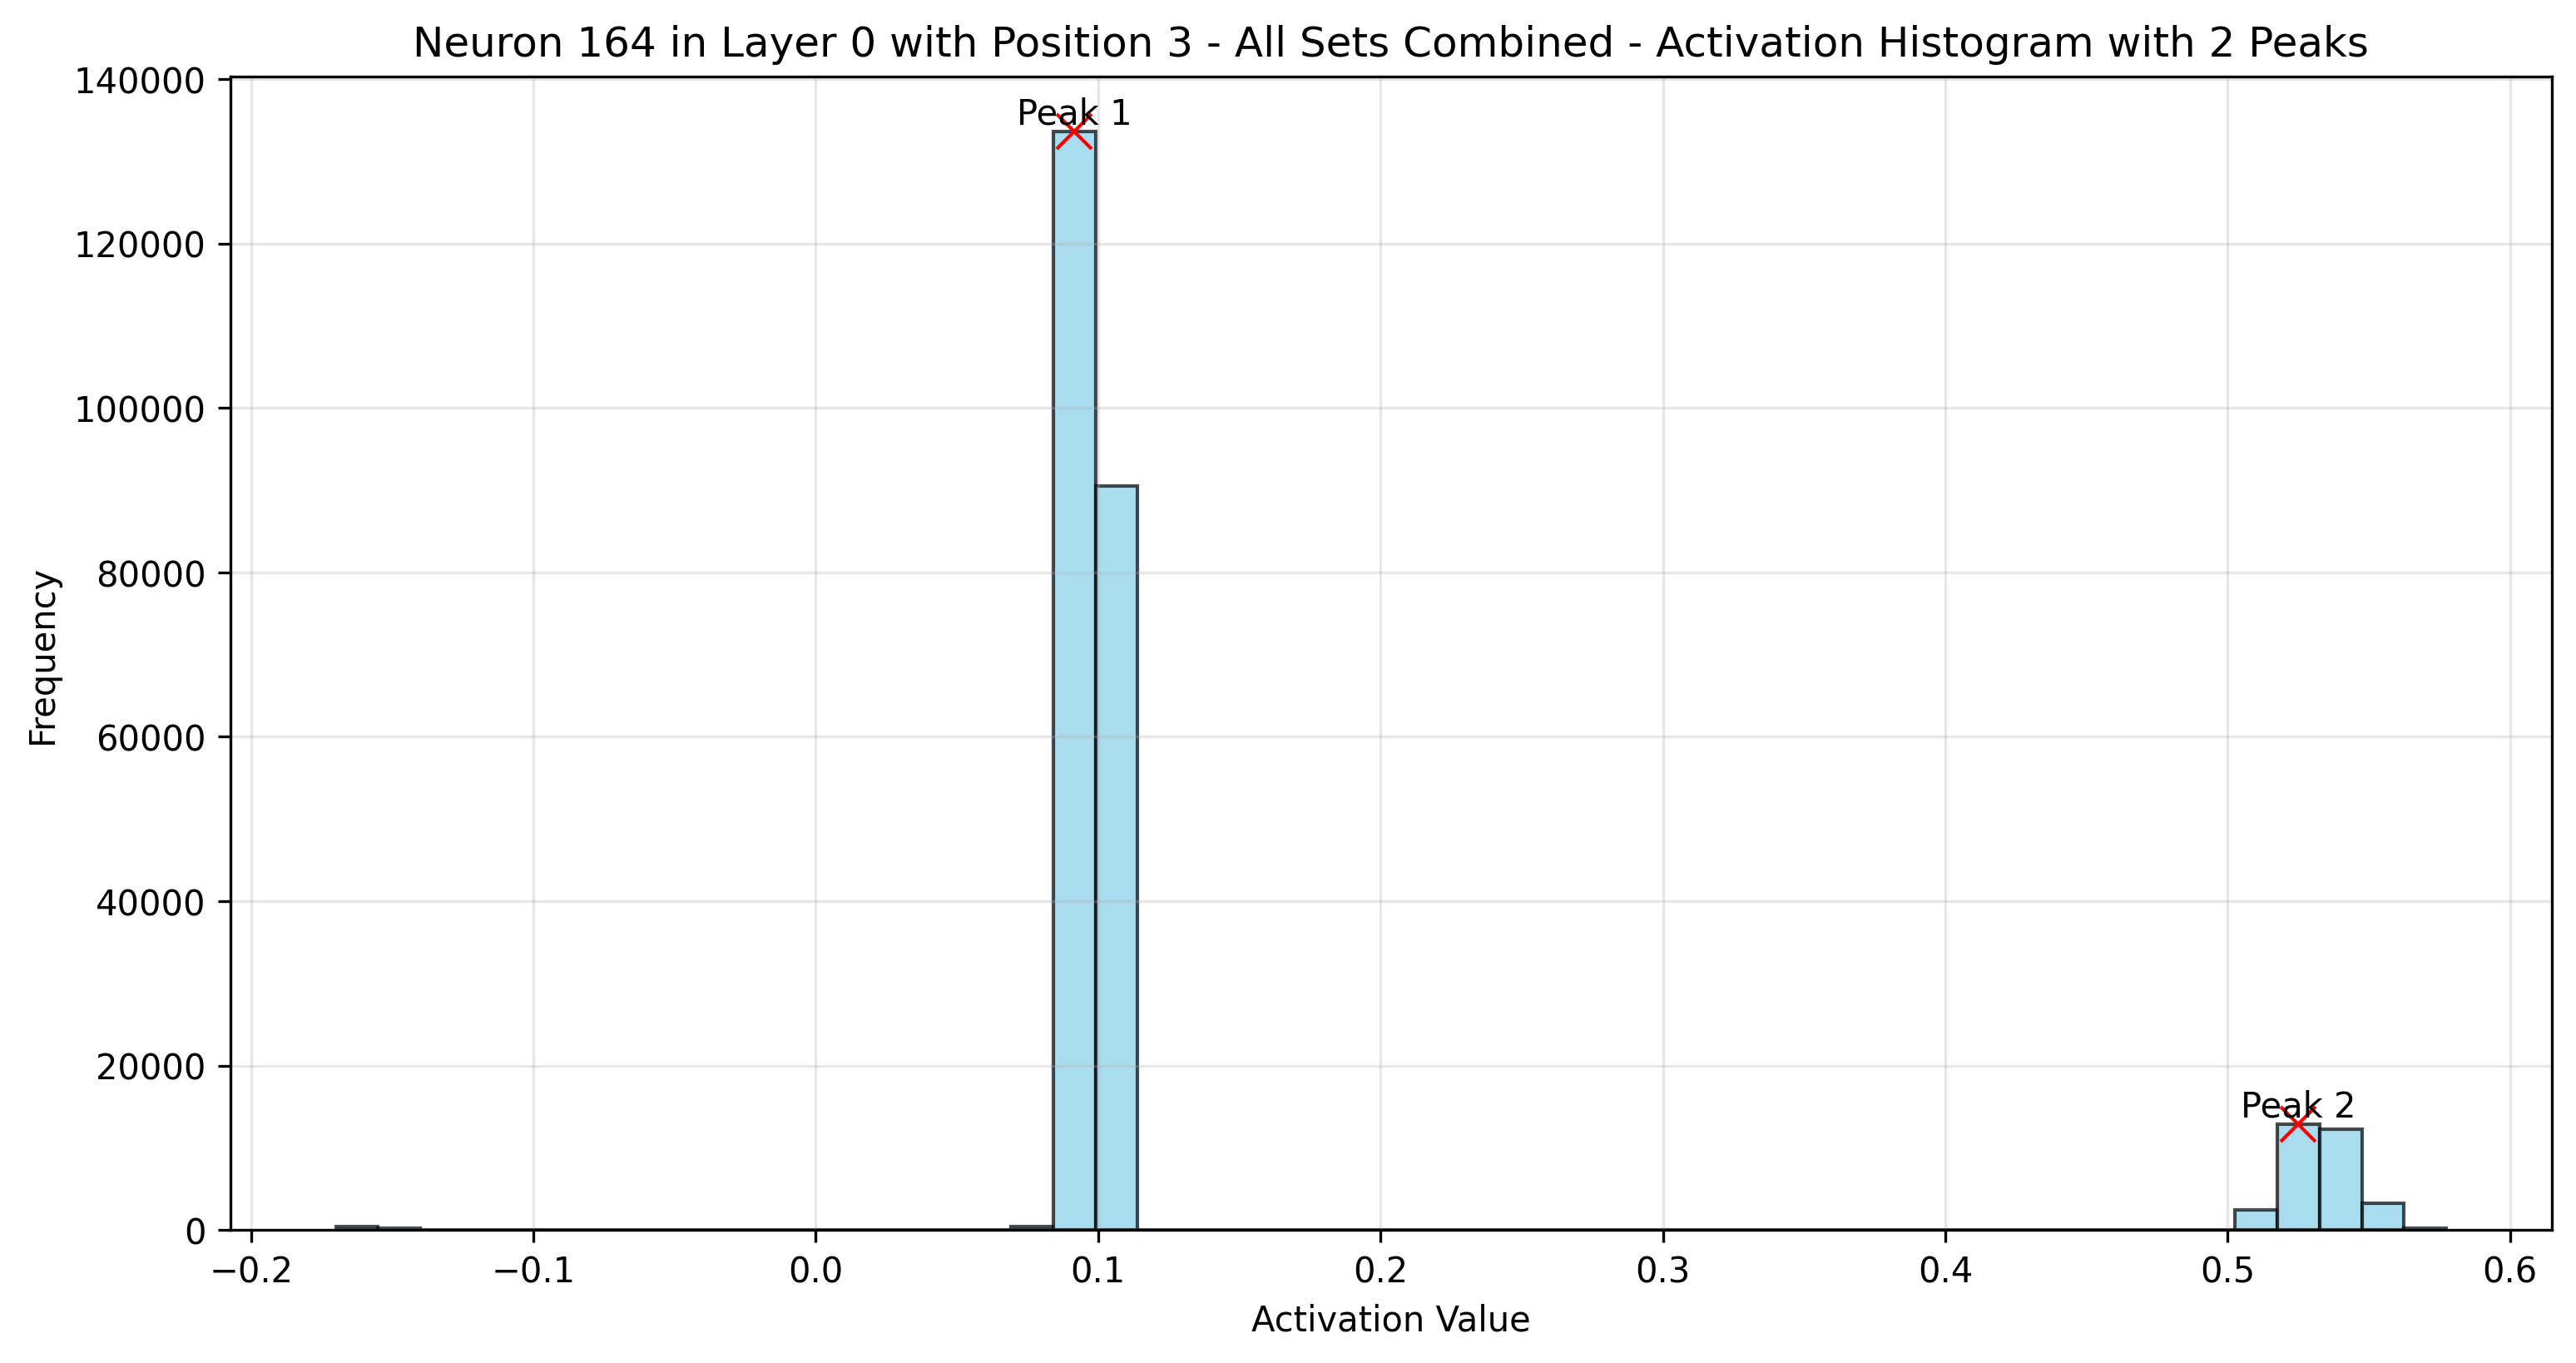 Neuron 164 in Layer 0 with Position 3 - All Sets Combined - Activation Histogram with 2 Peaks
140000
120000
100000
80000
60000
40000
20000
0
Frequency
Peak 1
Peak 2
−0.2 −0.1 0.0 0.1 0.2 0.3 0.4 0.5 0.6
Activation Value